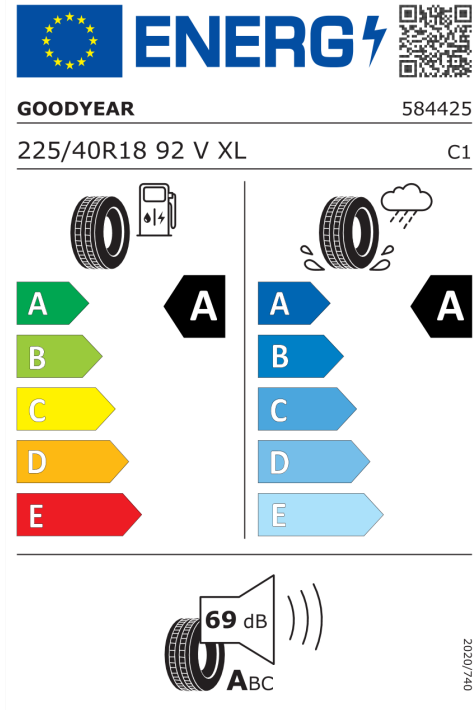 ENERG
GOODYEAR 584425
225/40R18 92 V XL C1
A A A A
B B
C C
D D
E E
69 dB
ABC
2020/740